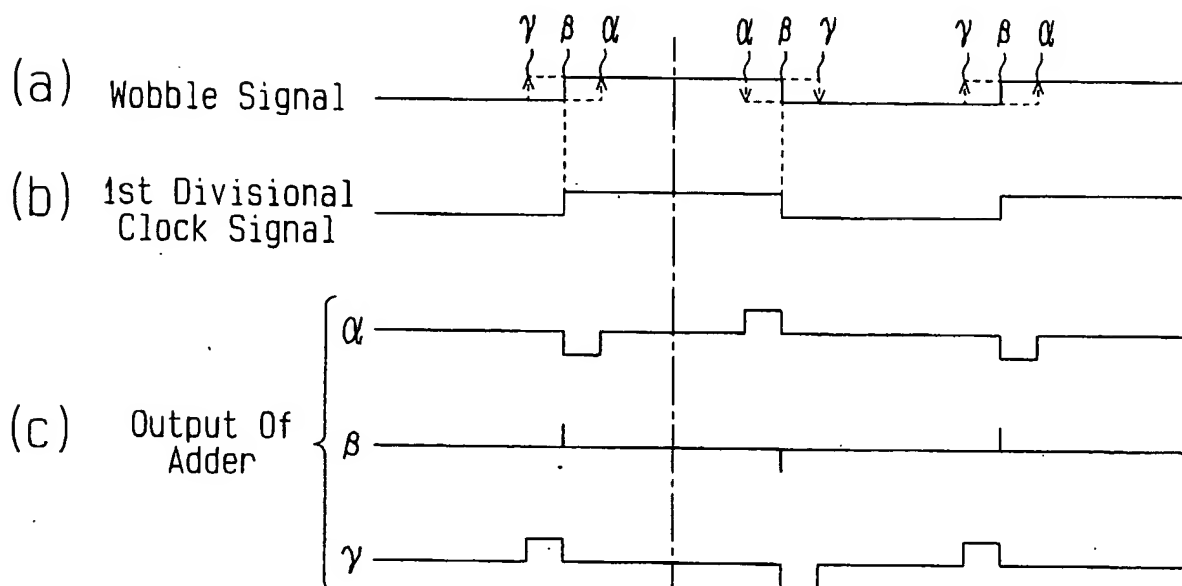 γ β α α β γ γ β α
(a) Wobble Signal
(b) 1st Divisional
Clock Signal
α
(c) Output Of
Adder
β
γ